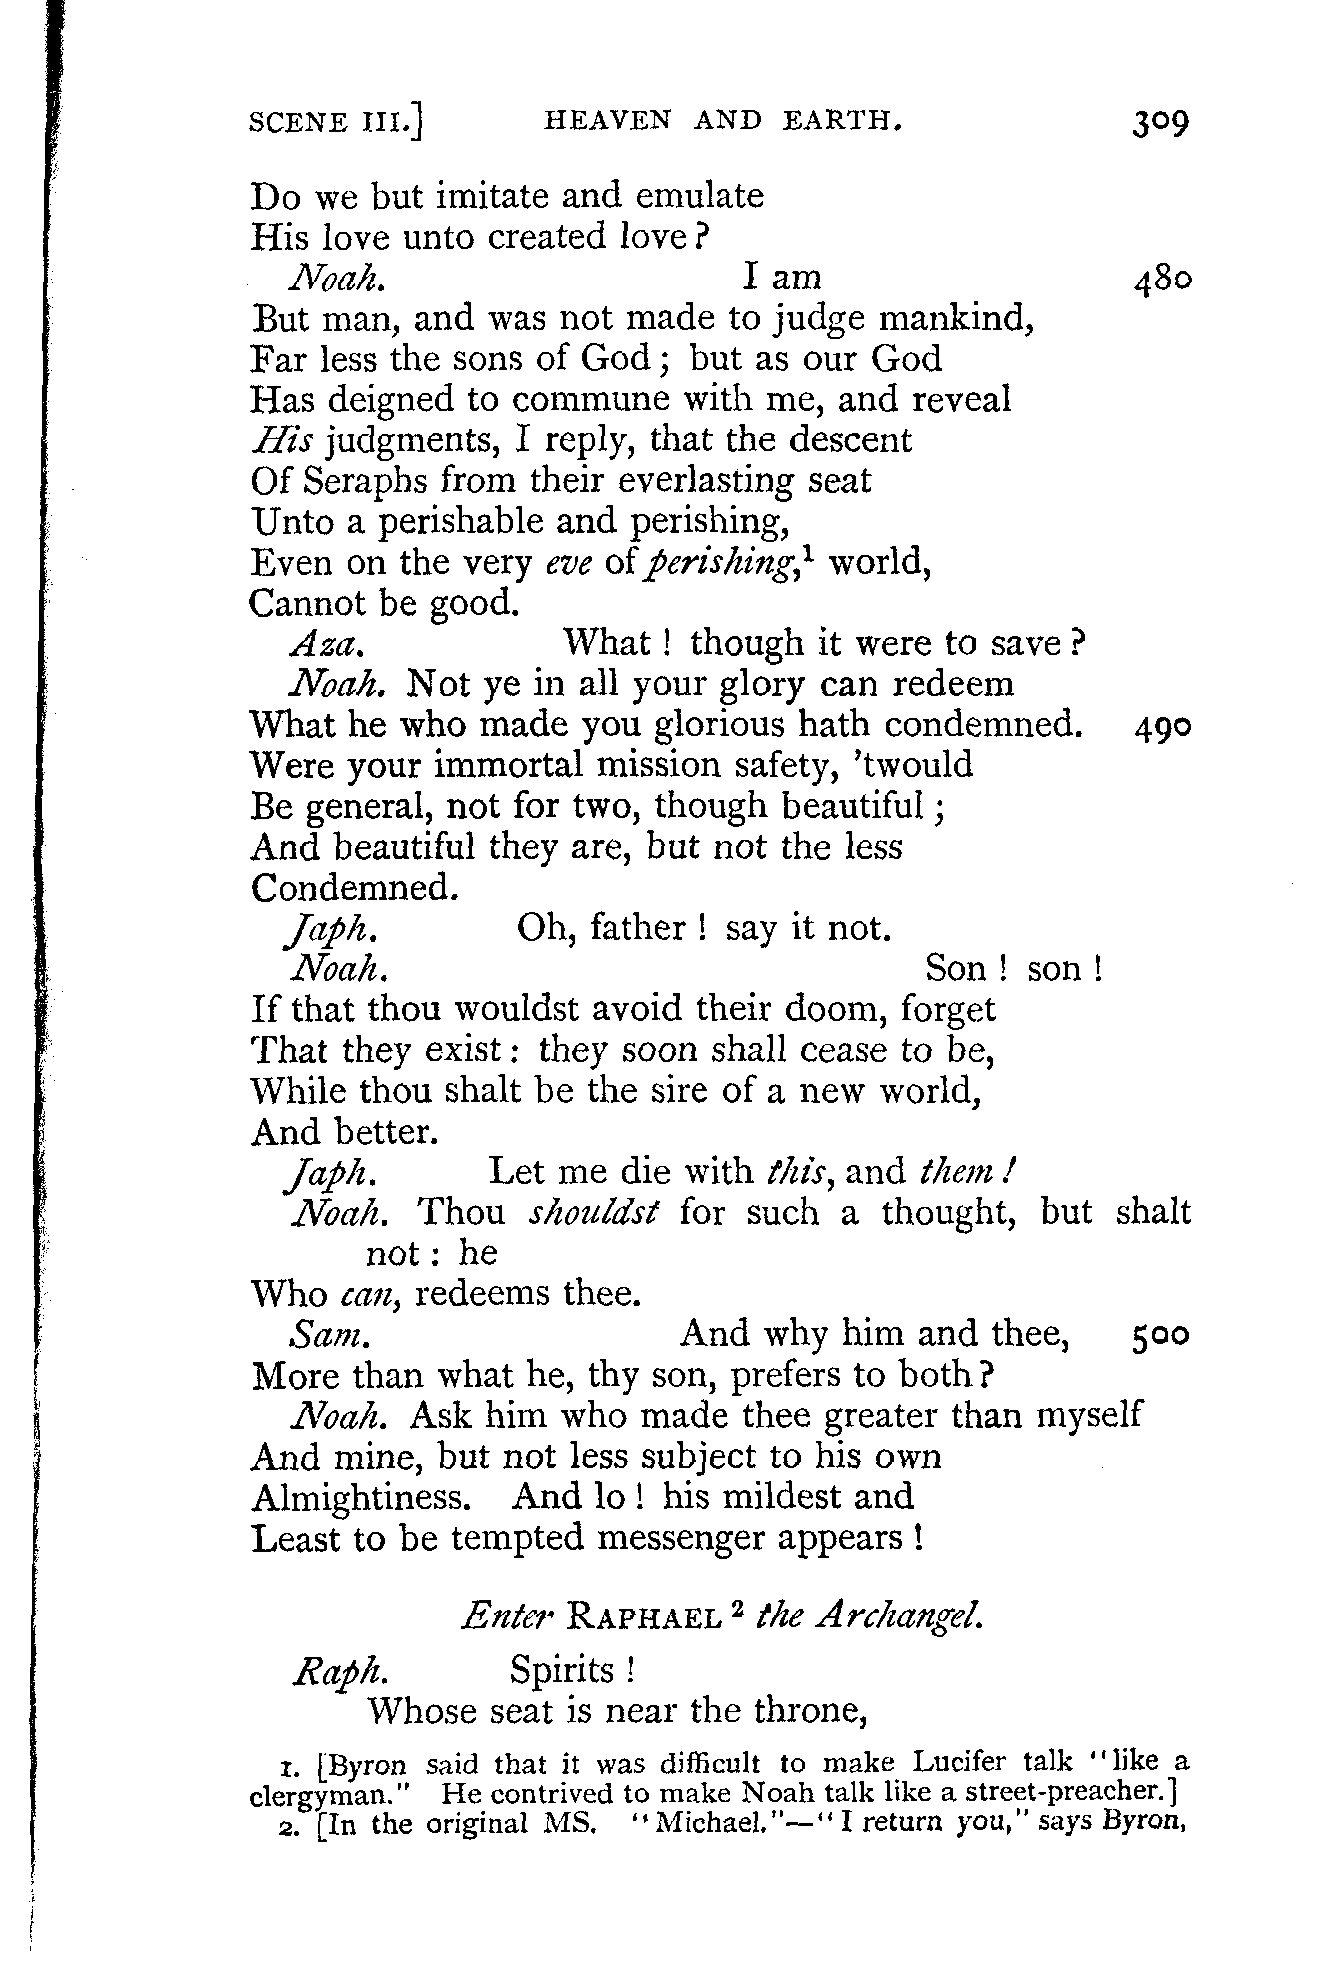 SCENE III.] HEAVEN AND EARTH. 309
Do we but imitate and emulate
His love unto created love?
Noah. I am 480
But man, and was not made to judge mankind,
Far less the sons of God; but as our God
Has deigned to commune with me, and reveal
His judgments, I reply, that the descent
Of Seraphs from their everlasting seat
Unto a perishable and perishing,
Even on the very eve of perishing,¹ world,
Cannot be good.
Aza. What! though it were to save?
Noah. Not ye in all your glory can redeem
What he who made you glorious hath condemned. 490
Were your immortal mission safety, 'twould
Be general, not for two, though beautiful;
And beautiful they are, but not the less
Condemned.
Japh. Oh, father! say it not.
Noah. Son! son!
If that thou wouldst avoid their doom, forget
That they exist: they soon shall cease to be,
While thou shalt be the sire of a new world,
And better.
Japh. Let me die with this, and them!
Noah. Thou shouldst for such a thought, but shalt
not: he
Who can, redeems thee.
Sam. And why him and thee, 500
More than what he, thy son, prefers to both?
Noah. Ask him who made thee greater than myself
And mine, but not less subject to his own
Almightiness. And lo! his mildest and
Least to be tempted messenger appears!
Enter RAPHAEL² the Archangel.
Raph. Spirits!
Whose seat is near the throne,
1. [Byron said that it was difficult to make Lucifer talk "like a
clergyman." He contrived to make Noah talk like a street-preacher.]
2. [In the original MS. "Michael."—"I return you," says Byron,